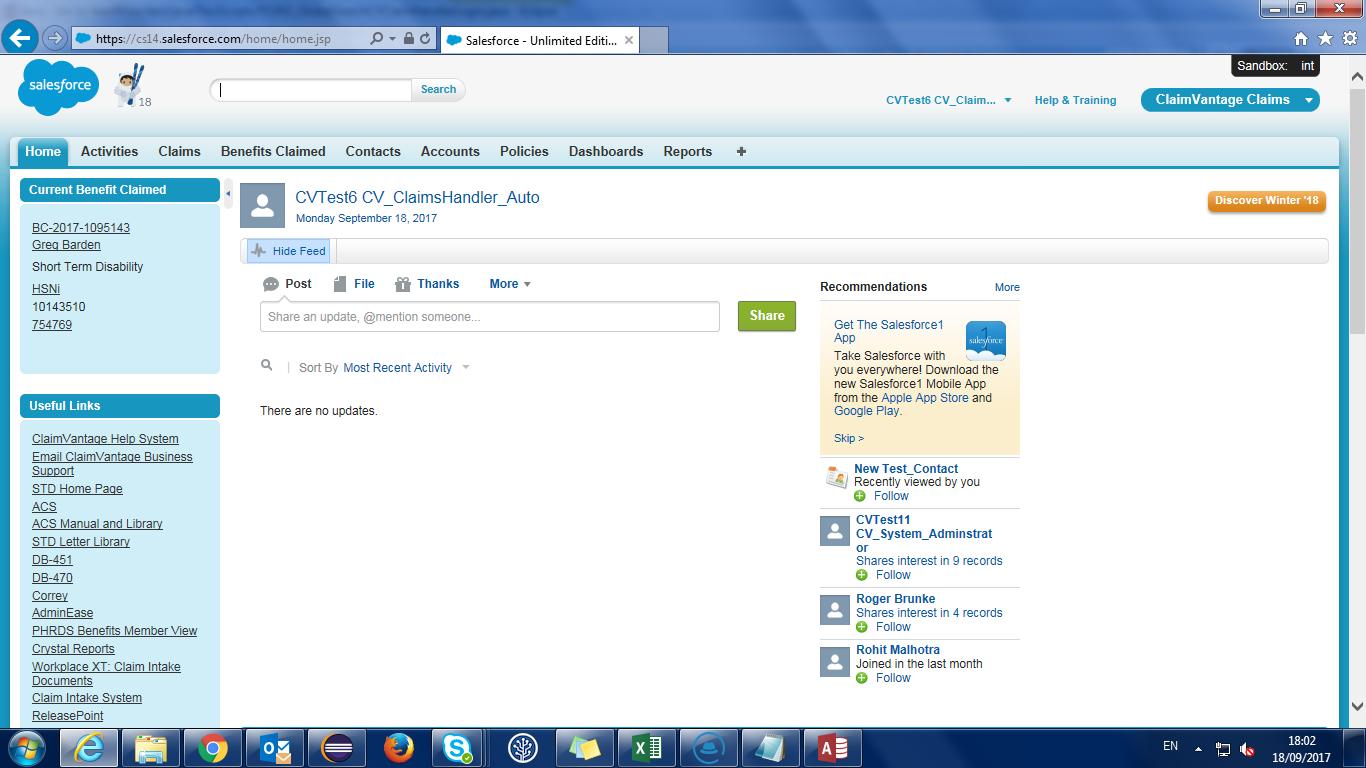 https://cs14.salesforce.com/home/home.jsp
Salesforce - Unlimited Editi...
Sandbox: int
salesforce
18
Search
CVTest6 CV_Claim...
Help & Training
ClaimVantage Claims
Home
Activities
Claims
Benefits Claimed
Contacts
Accounts
Policies
Dashboards
Reports
Current Benefit Claimed
BC-2017-1095143
Greg Barden
Short Term Disability
HSNi
10143510
754769
Useful Links
ClaimVantage Help System
Email ClaimVantage Business
Support
STD Home Page
ACS
ACS Manual and Library
STD Letter Library
DB-451
DB-470
Correy
AdminEase
PHRDS Benefits Member View
Crystal Reports
Workplace XT: Claim Intake
Documents
Claim Intake System
ReleasePoint
CVTest6 CV_ClaimsHandler_Auto
Monday September 18, 2017
Discover Winter '18
Hide Feed
Post
File
Thanks
More
Share an update, @mention someone...
Share
Sort By Most Recent Activity
There are no updates.
Recommendations
More
Get The Salesforce1
App
salesforce
1
Take Salesforce with
you everywhere! Download the
new Salesforce1 Mobile App
from the Apple App Store and
Google Play.
Skip >
New Test_Contact
Recently viewed by you
Follow
CVTest11
CV_System_Adminstrat
or
Shares interest in 9 records
Follow
Roger Brunke
Shares interest in 4 records
Follow
Rohit Malhotra
Joined in the last month
Follow
EN
18:02
18/09/2017